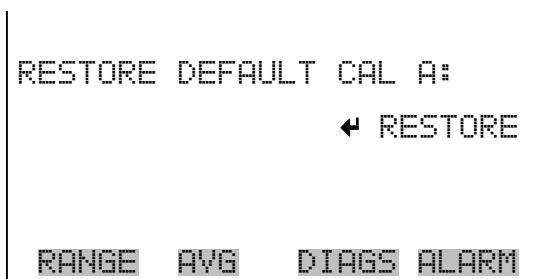 RESTORE DEFAULT CAL A:
↵ RESTORE
RANGE AVG DIAGS ALARM